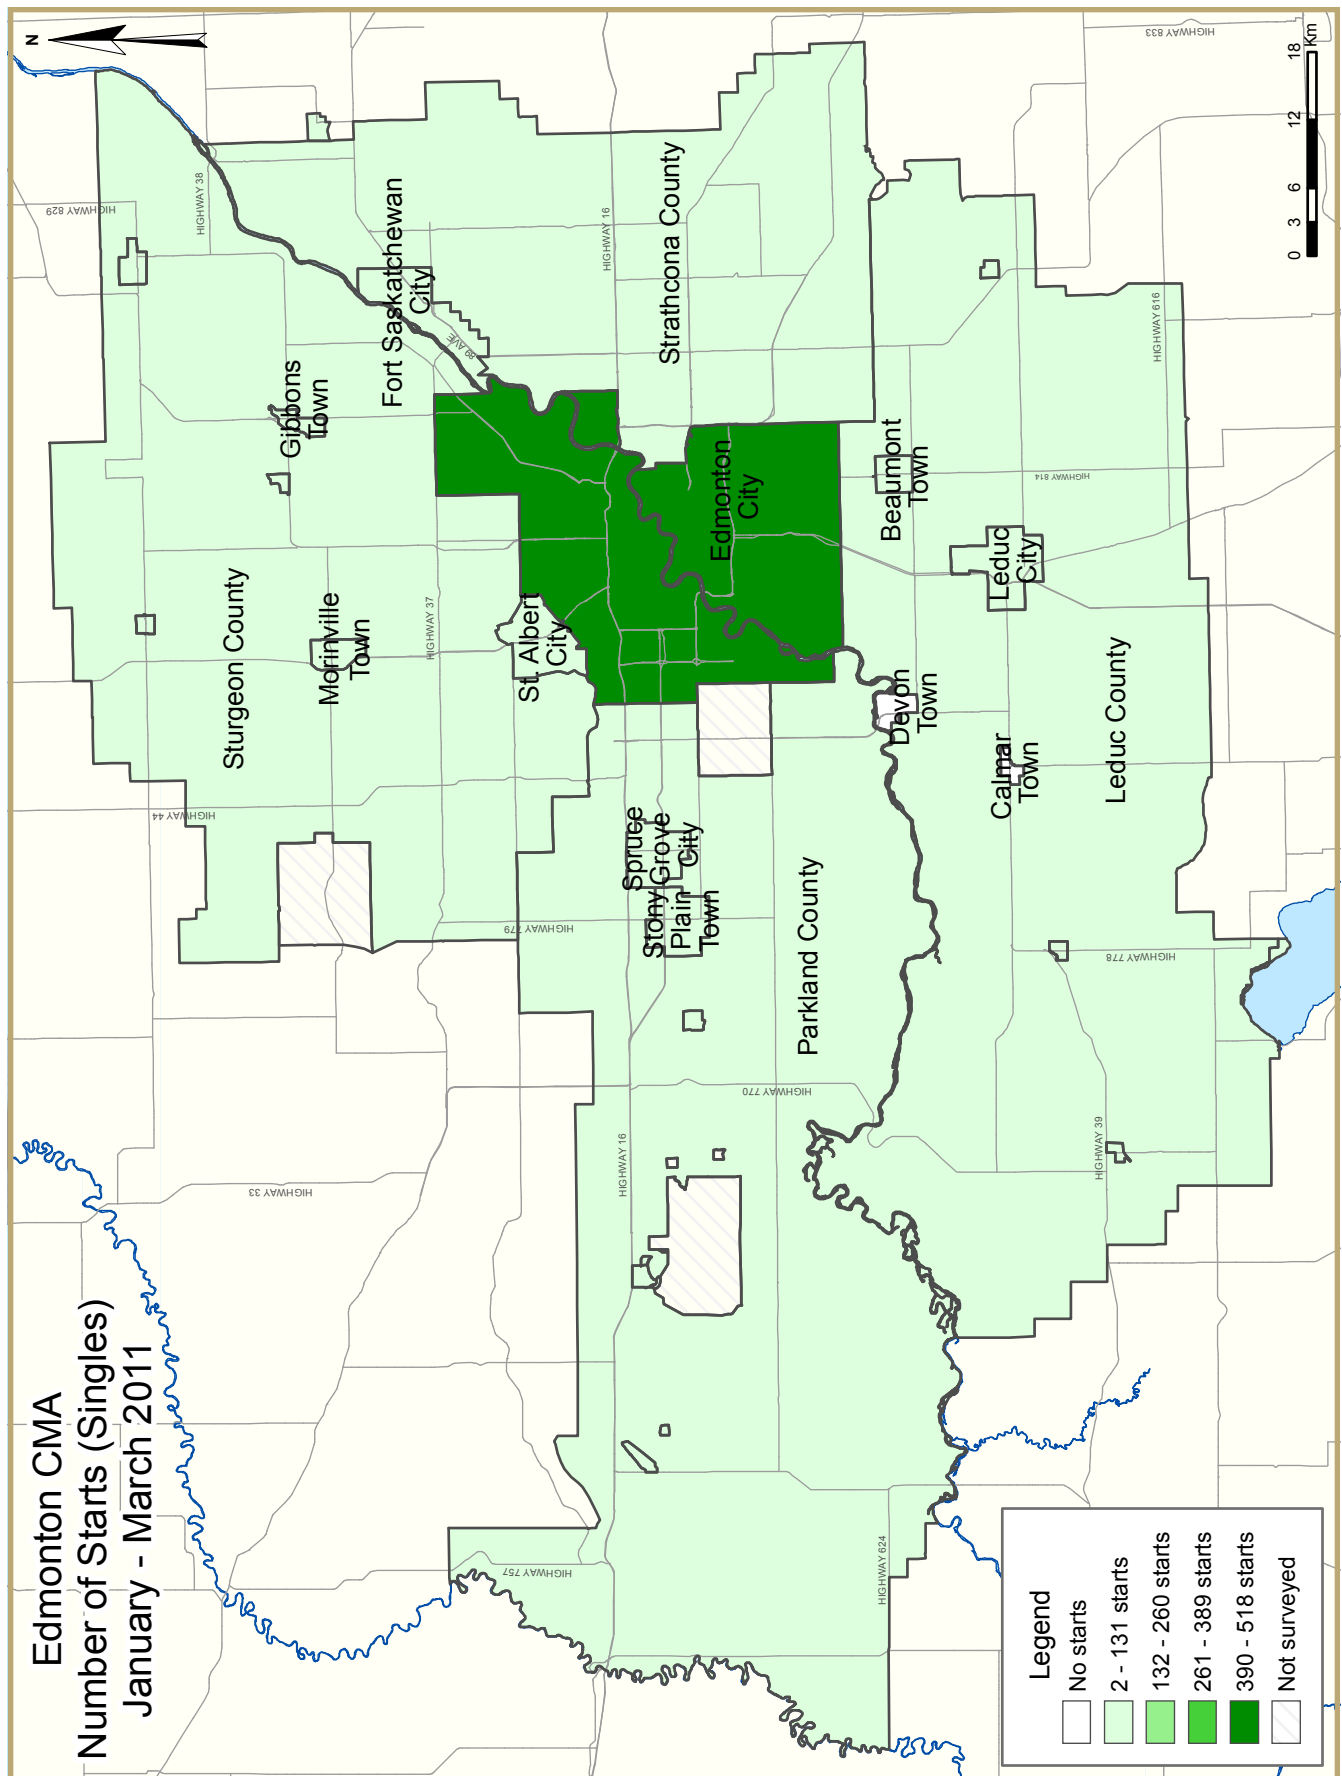 Edmonton CMA
Number of Starts (Singles)
January - March 2011
N
HIGHWAY 829
HIGHWAY 38
HIGHWAY 44
HIGHWAY 33
Sturgeon County
Gibbons
Town
Morinville
Town
Fort Saskatchewan
City
HIGHWAY 37
89 AVE
HIGHWAY 757
HIGHWAY 779
St. Albert
City
HIGHWAY 16
HIGHWAY 16
Spruce
Grove
City
Stony
Plain
Town
Strathcona County
Edmonton
City
HIGHWAY 770
Parkland County
HIGHWAY 624
Beaumont
Town
Devon
Town
Leduc
City
Calmar
Town
HIGHWAY 814
HIGHWAY 39
Leduc County
HIGHWAY 778
HIGHWAY 616
HIGHWAY 833
Legend
No starts
2 - 131 starts
132 - 260 starts
261 - 389 starts
390 - 518 starts
Not surveyed
0 3 6 12 18
Km